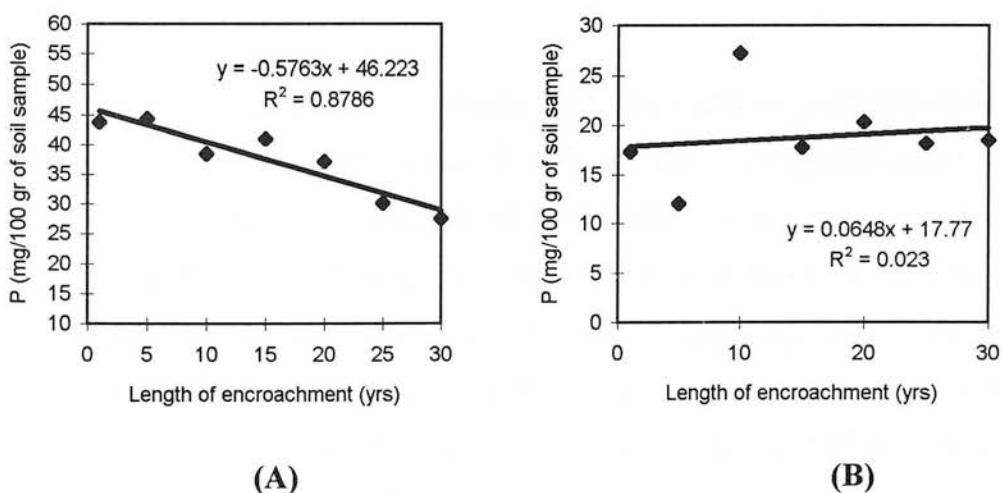 60
55
50
45
40
35
30
25
20
15
10
P (mg/100 gr of soil sample)
y = -0.5763x + 46.223
R² = 0.8786
0 5 10 15 20 25 30
Length of encroachment (yrs)
(A)
30
25
20
15
10
5
0
P (mg/100 gr of soil sample)
y = 0.0648x + 17.77
R² = 0.023
0 10 20 30
Length of encroachment (yrs)
(B)